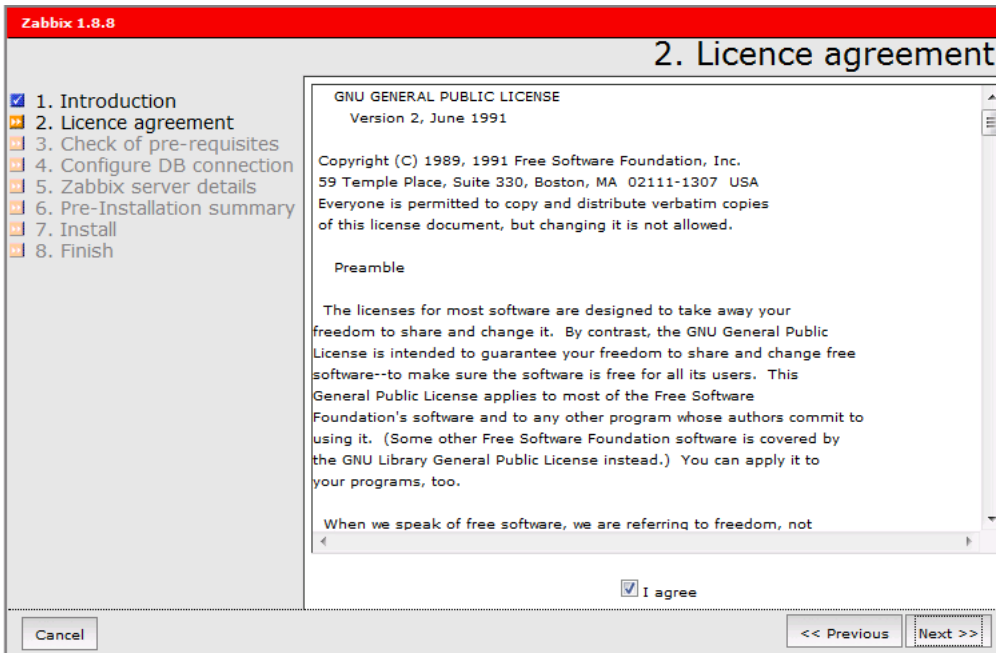 Zabbix 1.8.8
2. Licence agreement
1. Introduction
2. Licence agreement
3. Check of pre-requisites
4. Configure DB connection
5. Zabbix server details
6. Pre-Installation summary
7. Install
8. Finish
GNU GENERAL PUBLIC LICENSE
Version 2, June 1991
Copyright (C) 1989, 1991 Free Software Foundation, Inc.
59 Temple Place, Suite 330, Boston, MA  02111-1307  USA
Everyone is permitted to copy and distribute verbatim copies
of this license document, but changing it is not allowed.
Preamble
The licenses for most software are designed to take away your
freedom to share and change it.  By contrast, the GNU General Public
License is intended to guarantee your freedom to share and change free
software--to make sure the software is free for all its users.  This
General Public License applies to most of the Free Software
Foundation's software and to any other program whose authors commit to
using it.  (Some other Free Software Foundation software is covered by
the GNU Library General Public License instead.)  You can apply it to
your programs, too.
When we speak of free software, we are referring to freedom, not
I agree
Cancel
<< Previous
Next >>